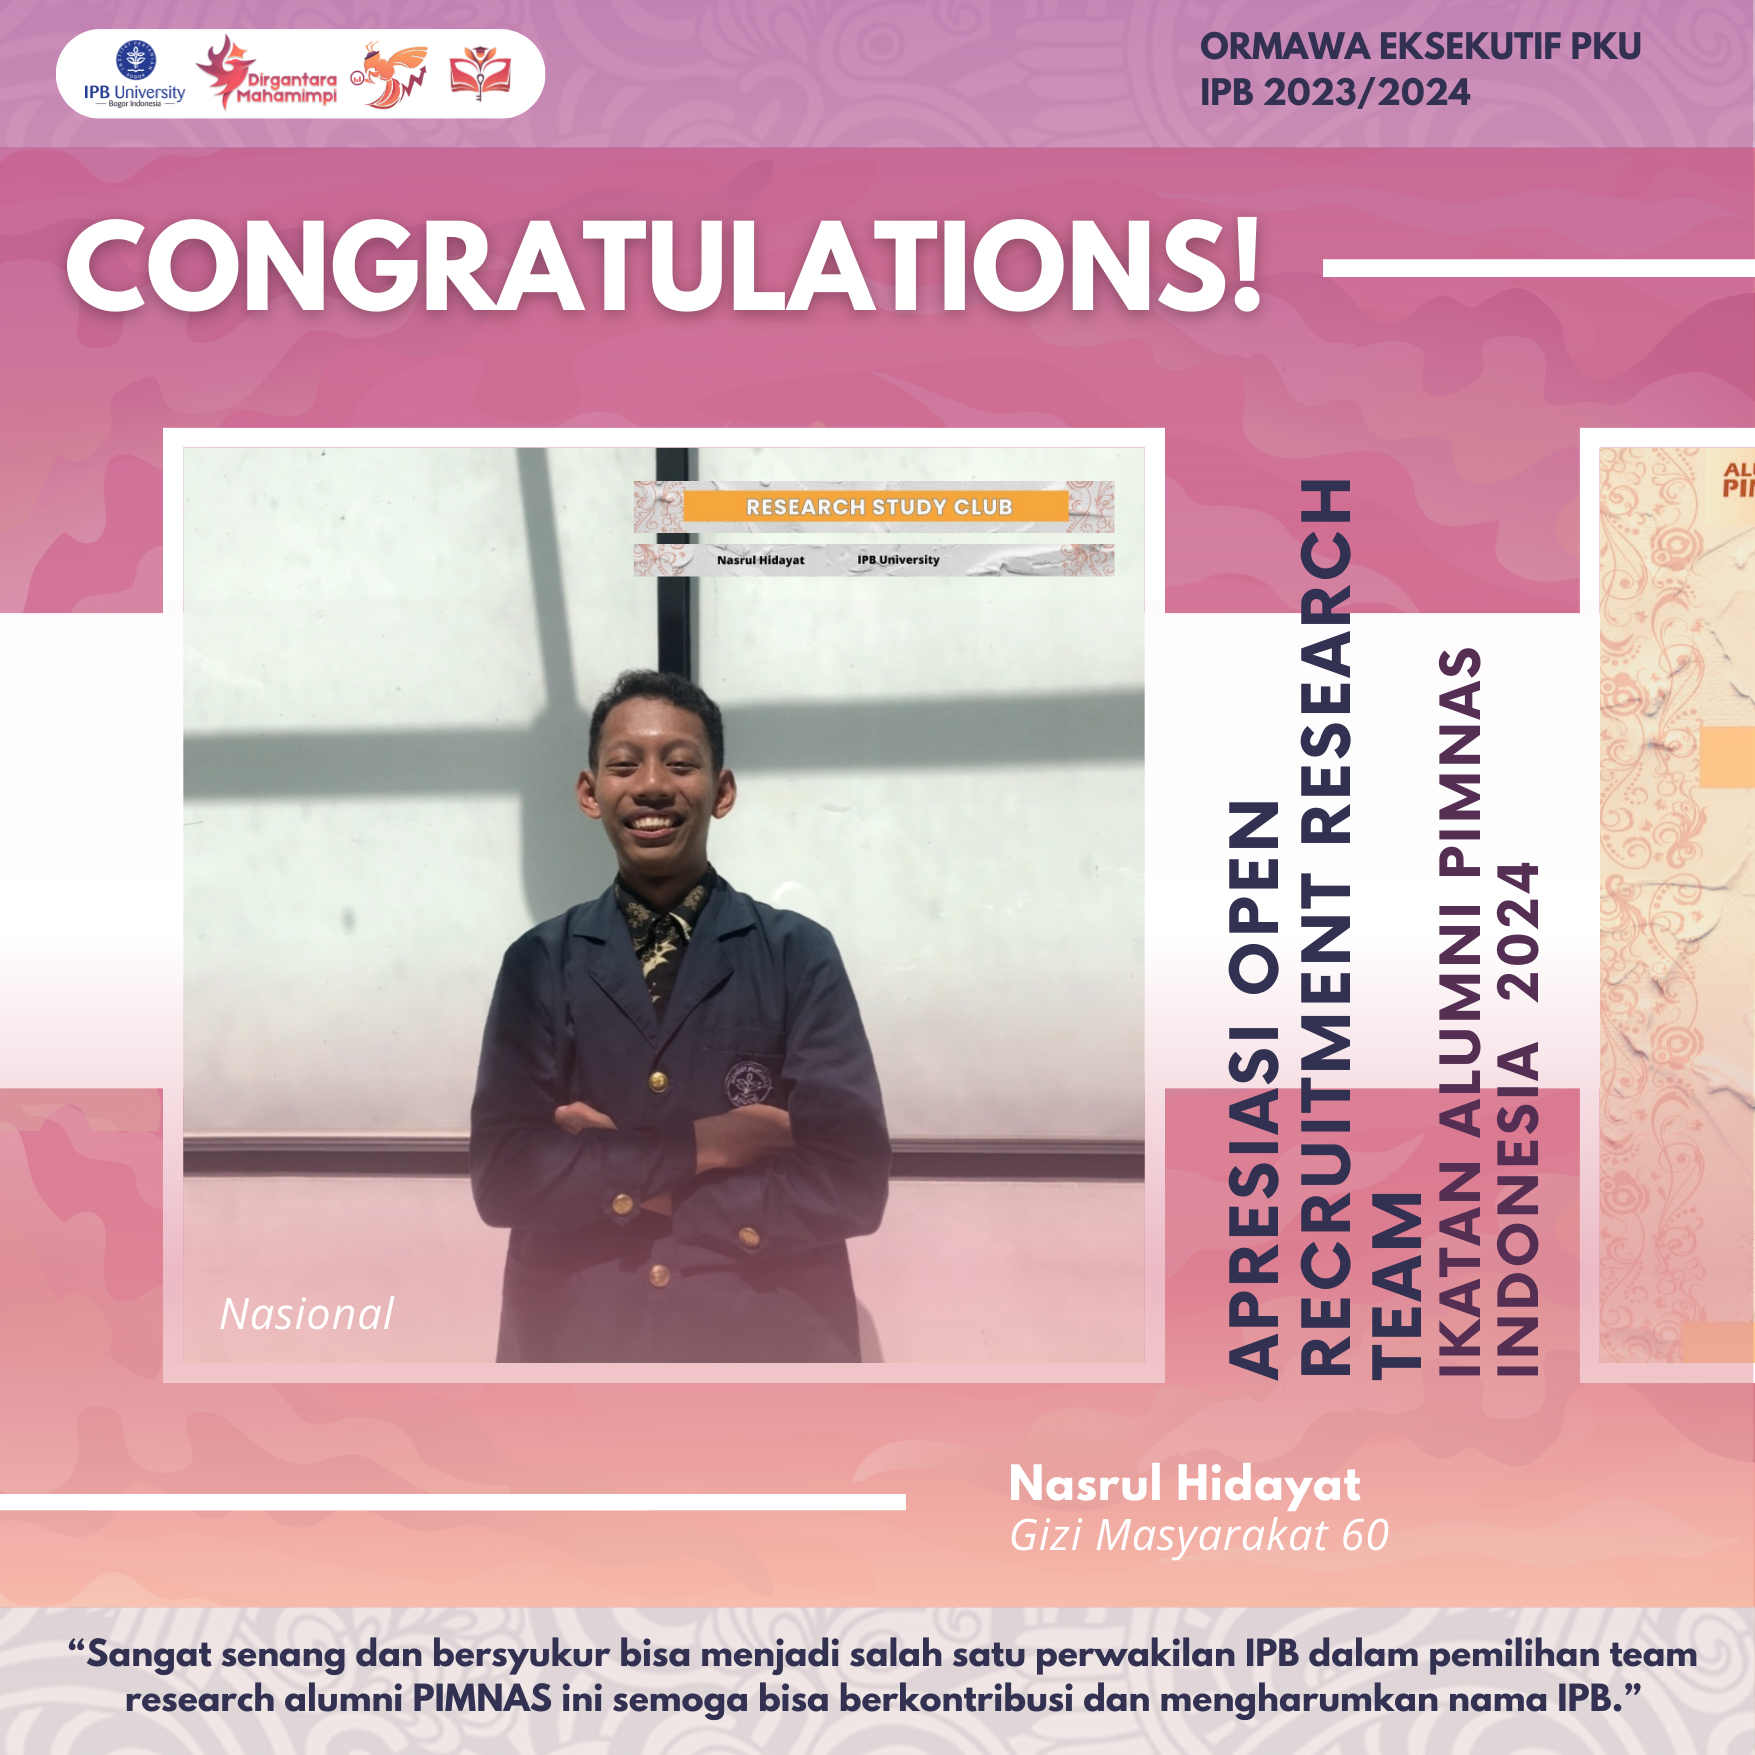 IPB University
Bogor Indonesia
Dirgantara
Mahamimpi
ORMAWA EKSEKUTIF PKU
IPB 2023/2024
CONGRATULATIONS!
RESEARCH STUDY CLUB
Nasrul Hidayat IPB University
Nasional
APRESIASI OPEN
RECRUITMENT RESEARCH
TEAM
IKATAN ALUMNI PIMNAS
INDONESIA 2024
Nasrul Hidayat
Gizi Masyarakat 60
“Sangat senang dan bersyukur bisa menjadi salah satu perwakilan IPB dalam pemilihan team
research alumni PIMNAS ini semoga bisa berkontribusi dan mengharumkan nama IPB.”